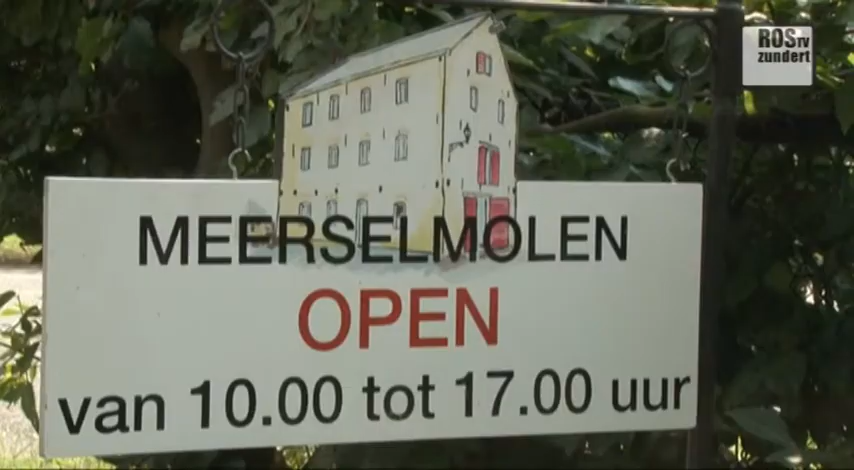 ROSTV
zundert
MEERSELMOLEN
OPEN
van 10.00 tot 17.00 uur